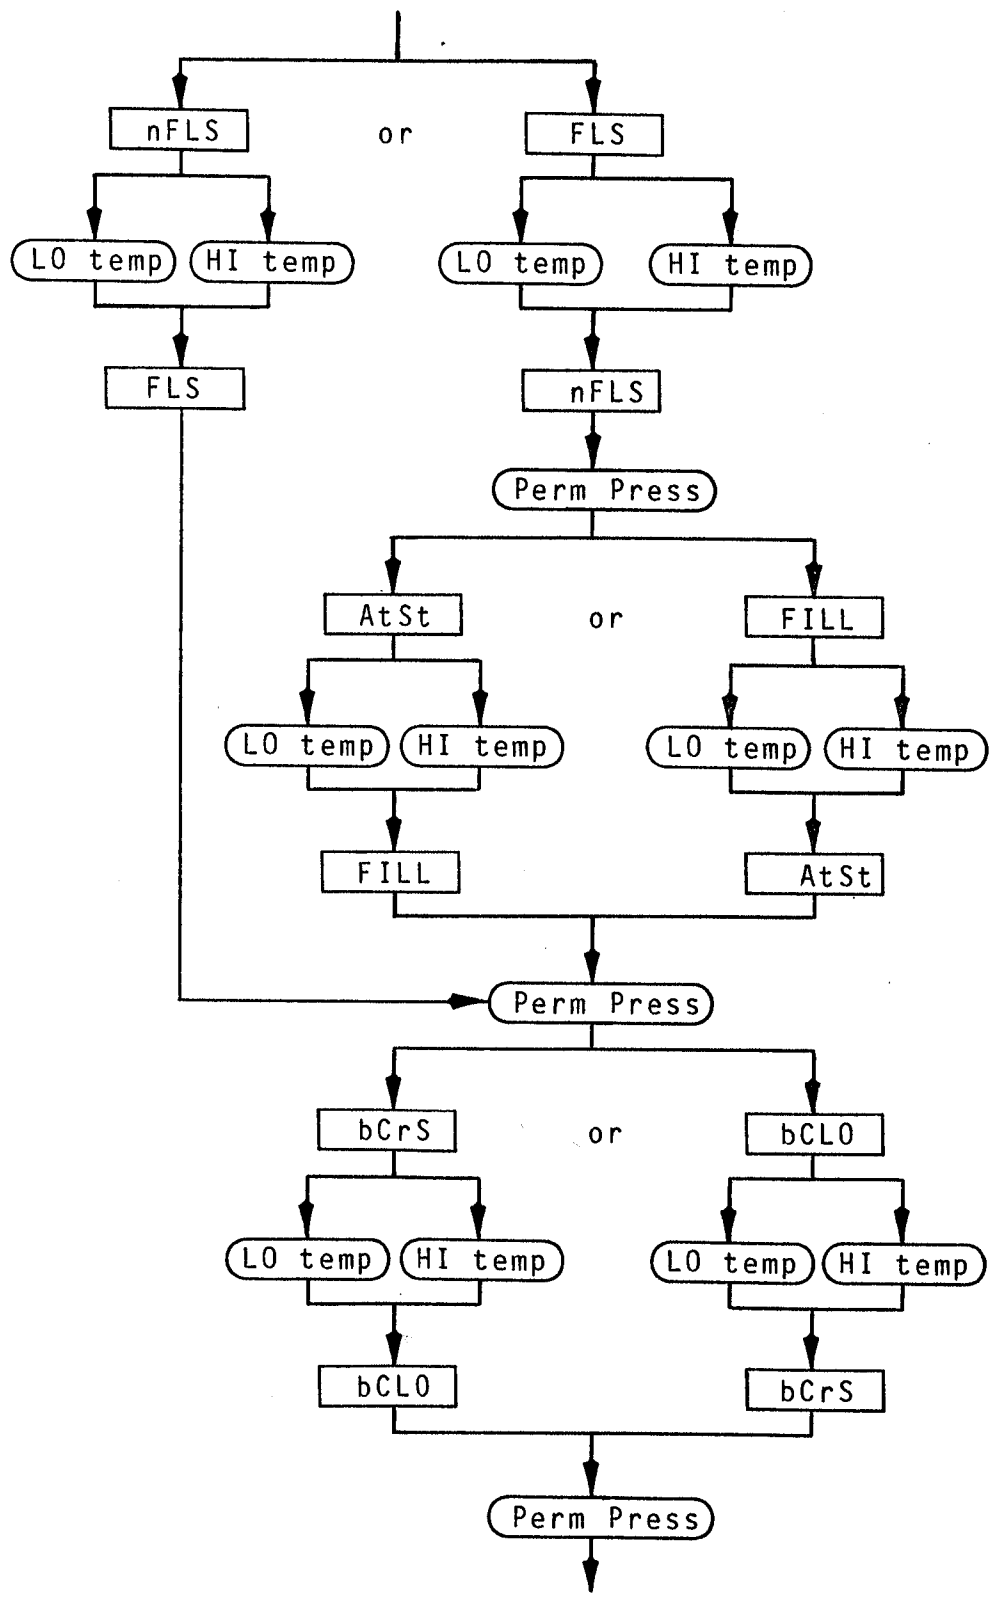 nFLS or FLS
LO temp HI temp LO temp HI temp
FLS nFLS
Perm Press
AtSt or FILL
LO temp HI temp LO temp HI temp
FILL AtSt
Perm Press
bCrS or bCLO
LO temp HI temp LO temp HI temp
bCLO bCrS
Perm Press